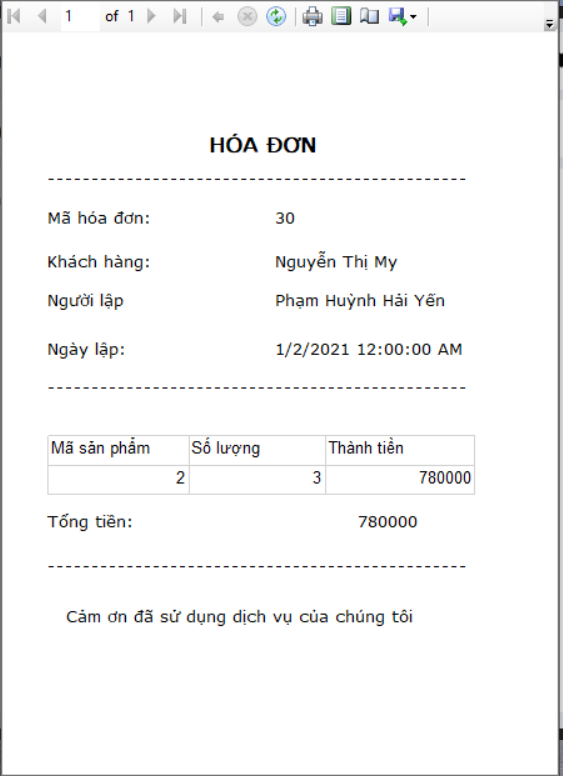 1 of 1
HÓA ĐƠN
------------------------------------------------
Mã hóa đơn: 30
Khách hàng: Nguyễn Thị My
Người lập Phạm Huỳnh Hải Yến
Ngày lập: 1/2/2021 12:00:00 AM
------------------------------------------------
Mã sản phẩm Số lượng Thành tiền
2 3 780000
Tổng tiền: 780000
------------------------------------------------
Cảm ơn đã sử dụng dịch vụ của chúng tôi